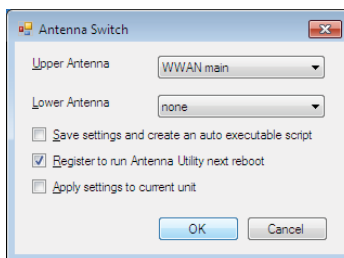 Antenna Switch
Upper Antenna
WWAN main
Lower Antenna
none
Save settings and create an auto executable script
Register to run Antenna Utility next reboot
Apply settings to current unit
OK
Cancel